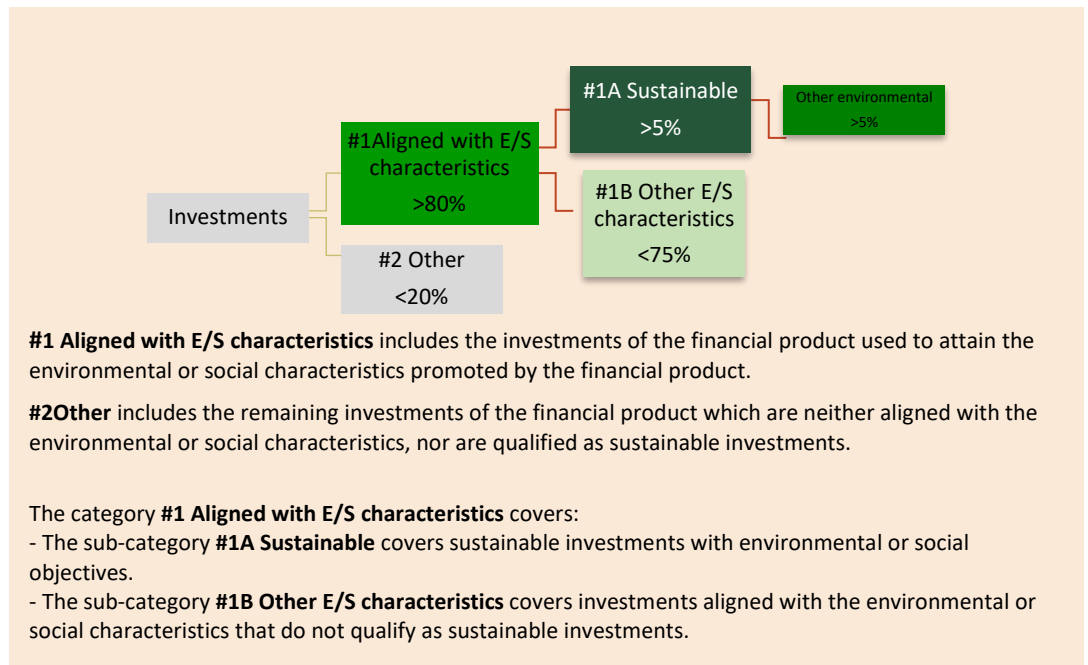 #1A Sustainable
>5%
Other environmental
>5%
#1Aligned with E/S
characteristics
>80%
#1B Other E/S
characteristics
<75%
Investments
#2 Other
<20%
#1 Aligned with E/S characteristics includes the investments of the financial product used to attain the
environmental or social characteristics promoted by the financial product.
#2Other includes the remaining investments of the financial product which are neither aligned with the
environmental or social characteristics, nor are qualified as sustainable investments.
The category #1 Aligned with E/S characteristics covers:
- The sub-category #1A Sustainable covers sustainable investments with environmental or social
objectives.
- The sub-category #1B Other E/S characteristics covers investments aligned with the environmental or
social characteristics that do not qualify as sustainable investments.